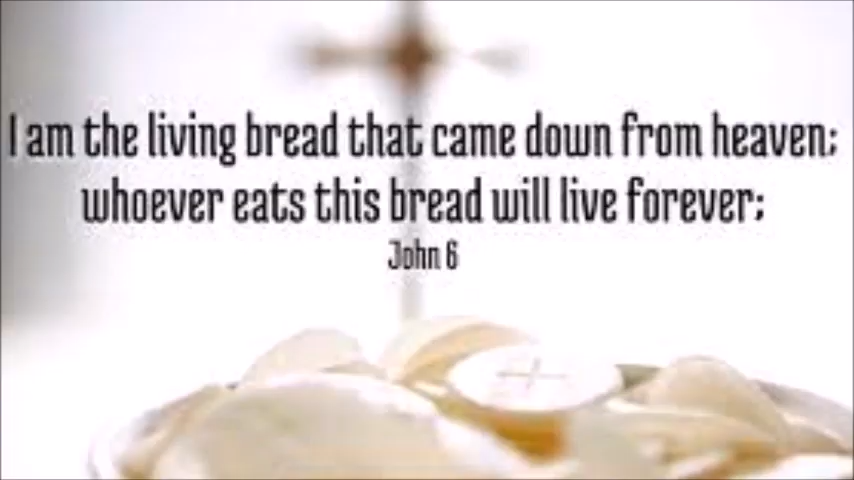 I am the living bread that came down from heaven;
whoever eats this bread will live forever;
John 6